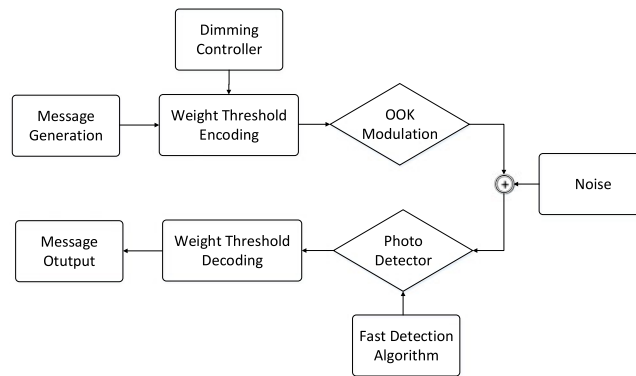 Dimming
Controller
Message
Generation
Weight Threshold
Encoding
OOK
Modulation
Noise
Message
Otutput
Weight Threshold
Decoding
Photo
Detector
Fast Detection
Algorithm